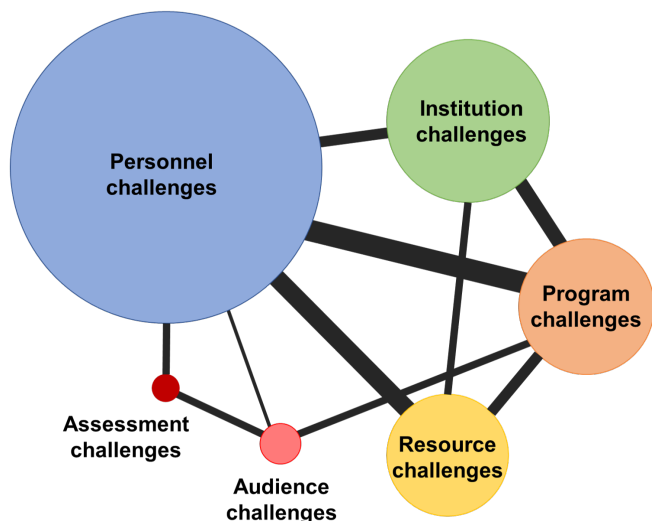 Institution
challenges
Personnel
challenges
Program
challenges
Assessment
challenges
Resource
challenges
Audience
challenges